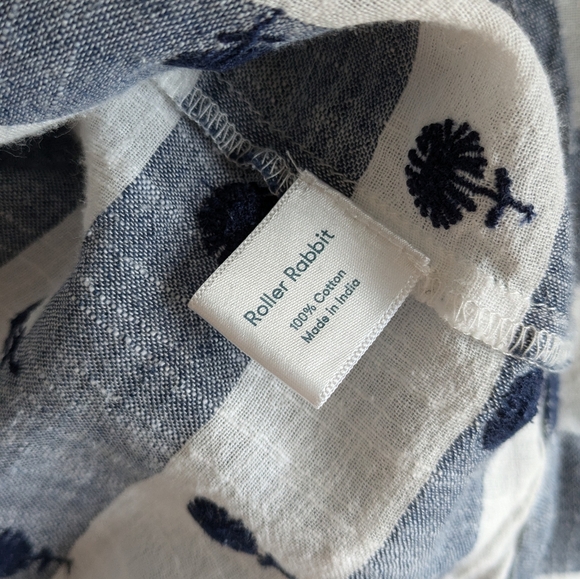 Roller Rabbit
100% Cotton
Made in India